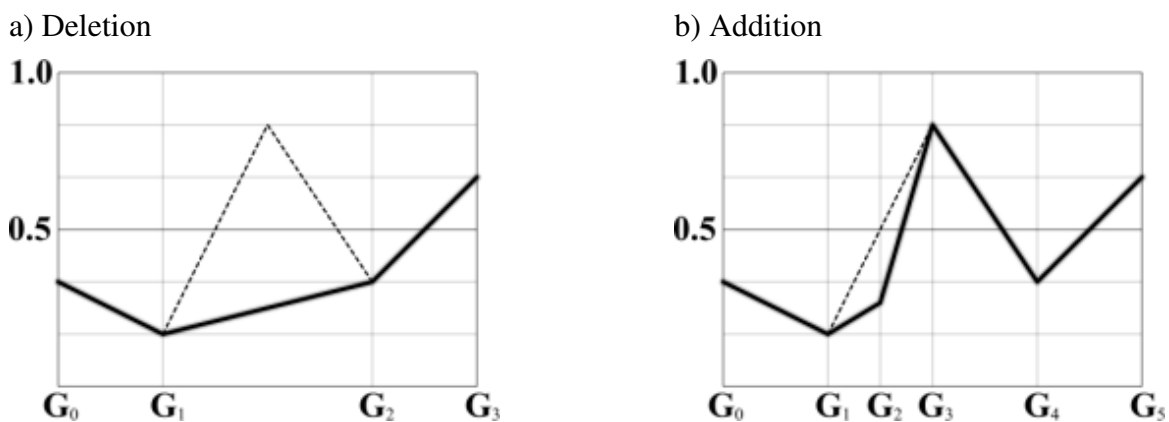 a) Deletion
1.0
0.5
G₀ G₁ G₂ G₃
b) Addition
1.0
0.5
G₀ G₁ G₂ G₃ G₄ G₅